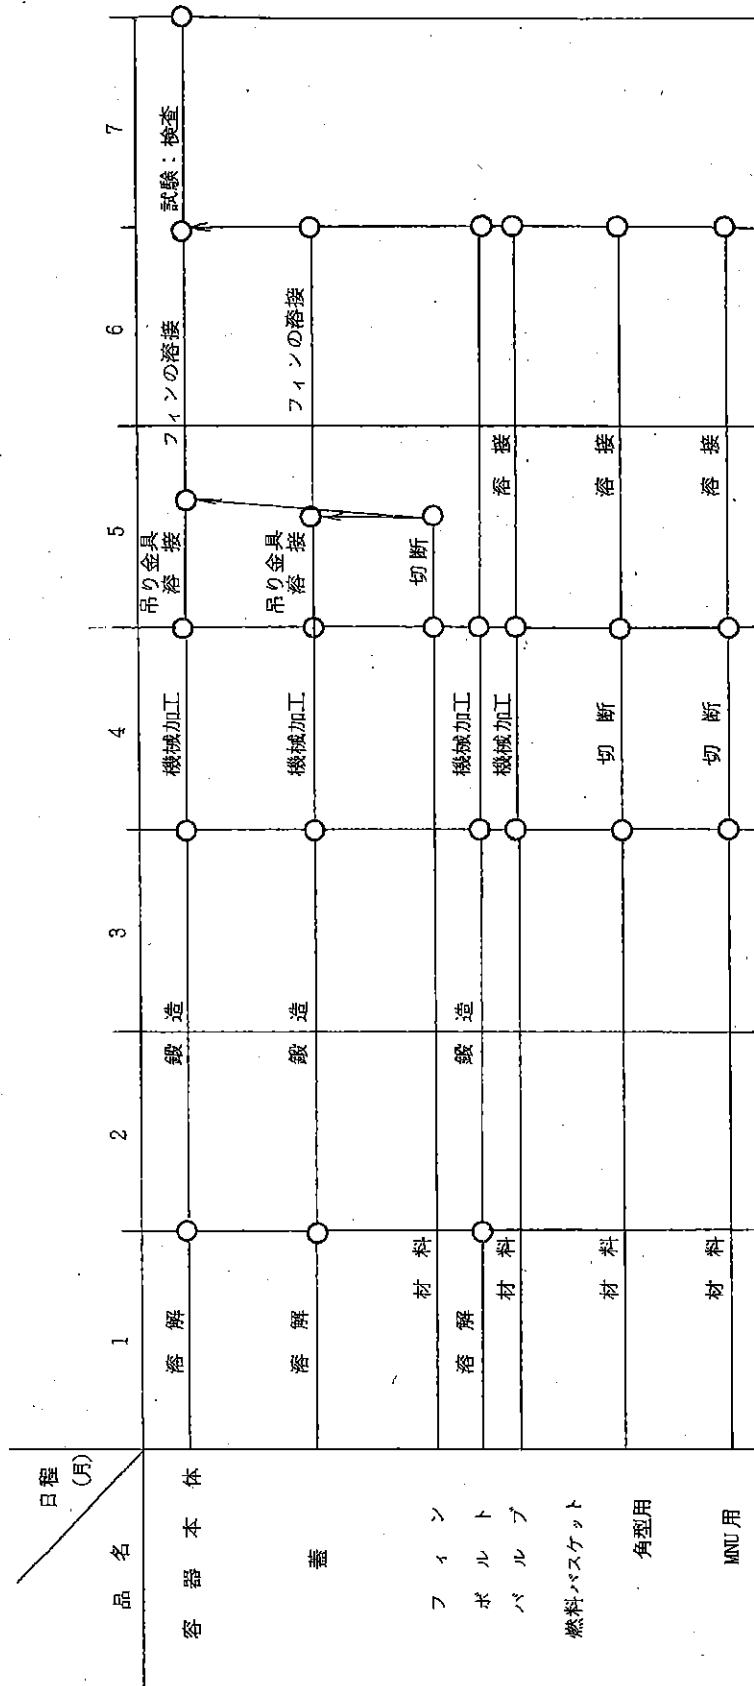 日程
(月)
品名
1
2
3
4
5
6
7
容器本体
溶解
鍛造
機械加工
吊り金具
溶接
フィンの溶接
試験：検査
蓋
溶解
鍛造
機械加工
吊り金具
溶接
フィンの溶接
フィン
材料
切断
ボルト
溶解
鍛造
機械加工
バルブ
材料
機械加工
溶接
燃料バスケット
角型用
材料
切断
溶接
MNU用
材料
切断
溶接